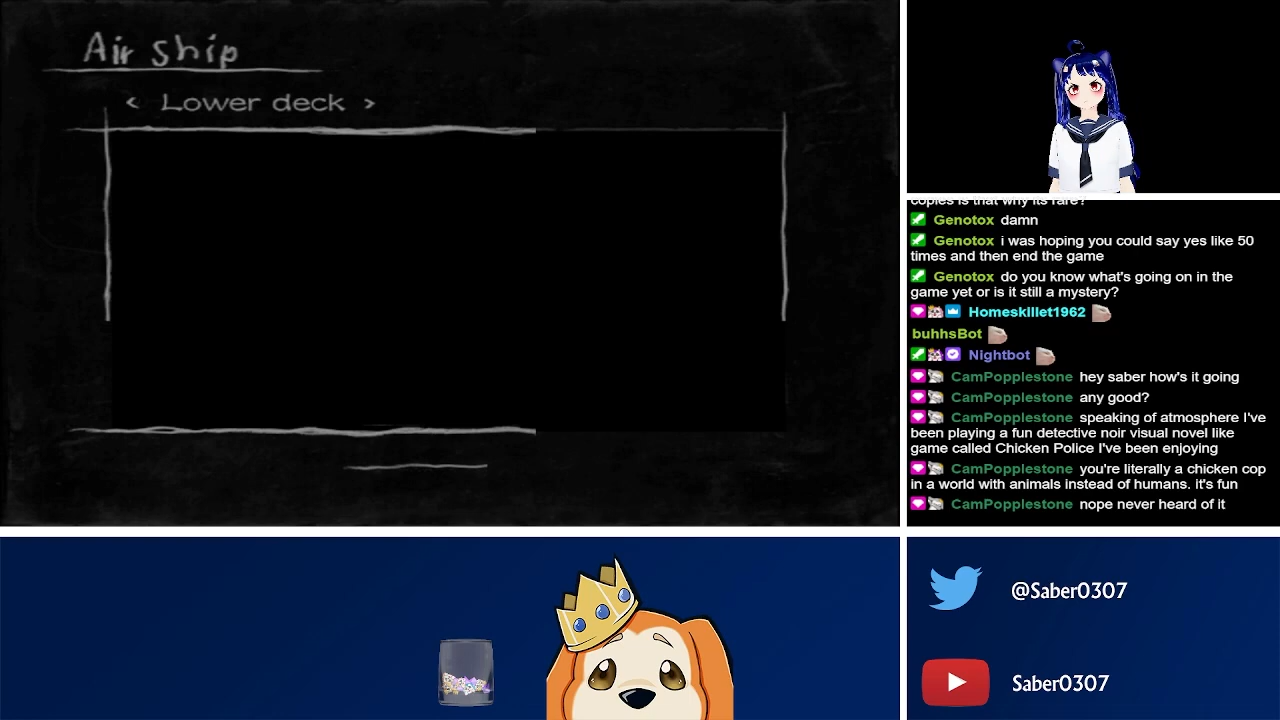 Air ship
< Lower deck >
copies is that why its rare?
Genotox damn
Genotox i was hoping you could say yes like 50
times and then end the game
Genotox do you know what's going on in the
game yet or is it still a mystery?
Homeskillet1962
buhhsBot
Nightbot
CamPopplestone hey saber how's it going
CamPopplestone any good?
CamPopplestone speaking of atmosphere I've
been playing a fun detective noir visual novel like
game called Chicken Police I've been enjoying
CamPopplestone you're literally a chicken cop
in a world with animals instead of humans. it's fun
CamPopplestone nope never heard of it
@Saber0307
Saber0307